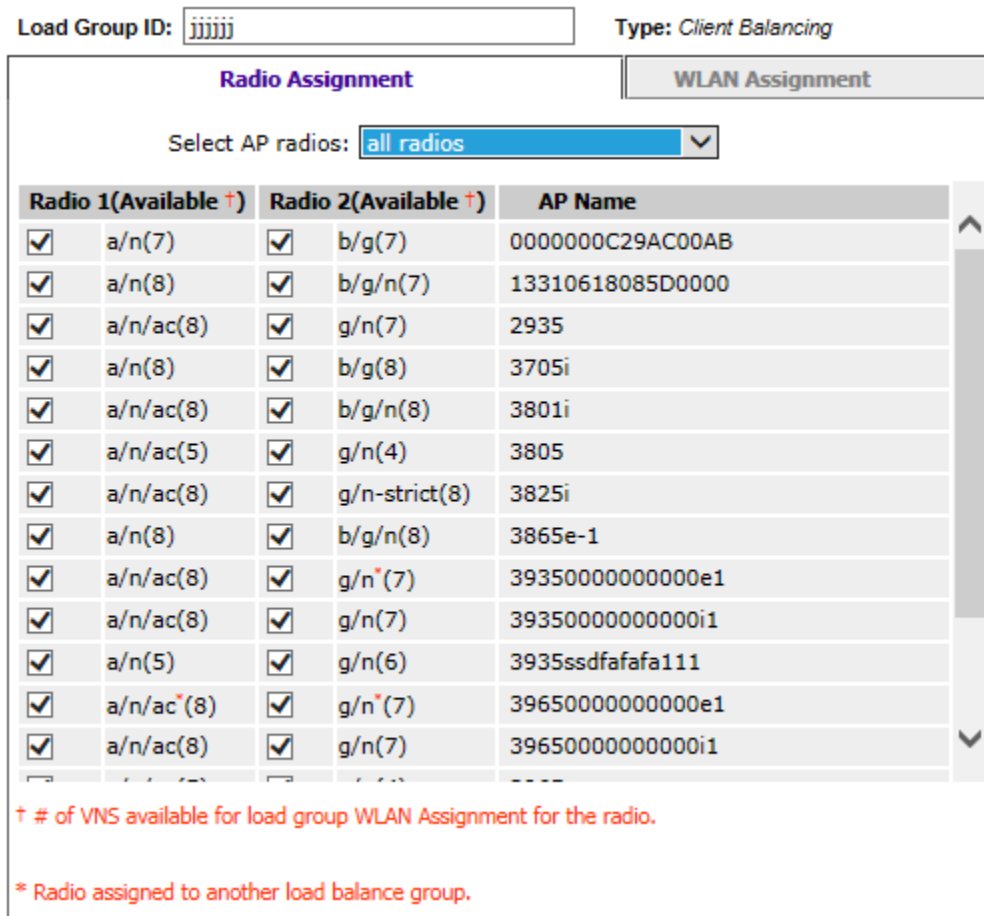 Load Group ID: jjjjjj Type: Client Balancing
Radio Assignment WLAN Assignment
Select AP radios: all radios
Radio 1(Available †) Radio 2(Available †) AP Name
a/n(7) b/g(7) 0000000C29AC00AB
a/n(8) b/g/n(7) 13310618085D0000
a/n/ac(8) g/n(7) 2935
a/n(8) b/g(8) 3705i
a/n/ac(8) b/g/n(8) 3801i
a/n/ac(5) g/n(4) 3805
a/n/ac(8) g/n-strict(8) 3825i
a/n(8) b/g/n(8) 3865e-1
a/n/ac(8) g/n*(7) 39350000000000e1
a/n/ac(8) g/n(7) 39350000000000i1
a/n(5) g/n(6) 3935ssdfafafa111
a/n/ac*(8) g/n*(7) 39650000000000e1
a/n/ac(8) g/n(7) 39650000000000i1
† # of VNS available for load group WLAN Assignment for the radio.
* Radio assigned to another load balance group.